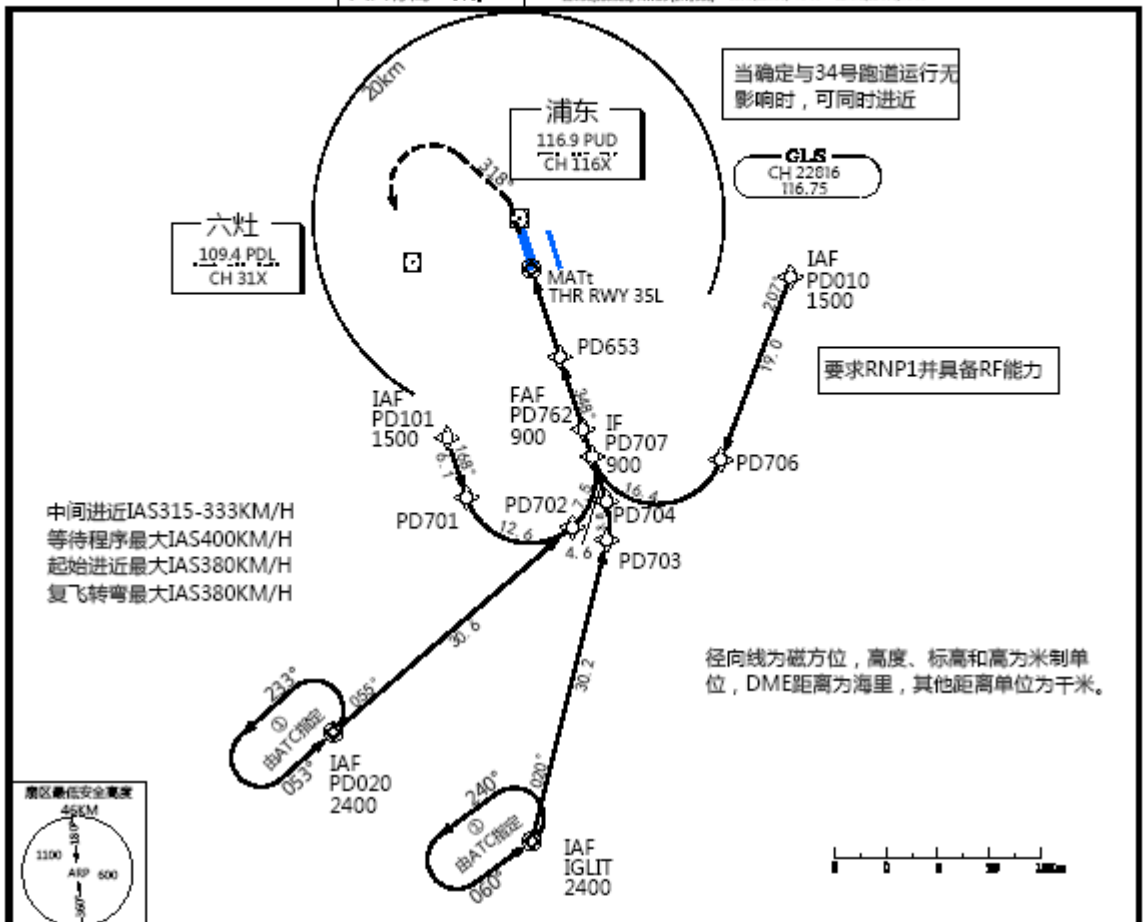 20km
当确定与34号跑道运行无
影响时，可同时进近
浦东
116.9 PUD
CH 116X
GLS
CH 22816
116.75
318°
六灶
109.4 PDL
CH 31X
MATt
THR RWY 35L
IAF
PD010
1500
207°
19.0
PD653
要求RNP1并具备RF能力
IAF
PD101
1500
FAF
PD762
900
348°
IF
PD707
900
168°
6.1
PD706
16.4
PD701
PD702
7.5
PD704
12.6
4.6
PD703
中间进近IAS315-333KM/H
等待程序最大IAS400KM/H
起始进近最大IAS380KM/H
复飞转弯最大IAS380KM/H
30.6
30.2
径向线为磁方位，高度、标高和高为米制单
位，DME距离为海里，其他距离单位为千米。
233°
①
由ATC指定
053°
055°
IAF
PD020
2400
240°
①
由ATC指定
060°
020°
IAF
IGLIT
2400
扇区最低安全高度
46KM
180°
1100
ARP
600
360°
0